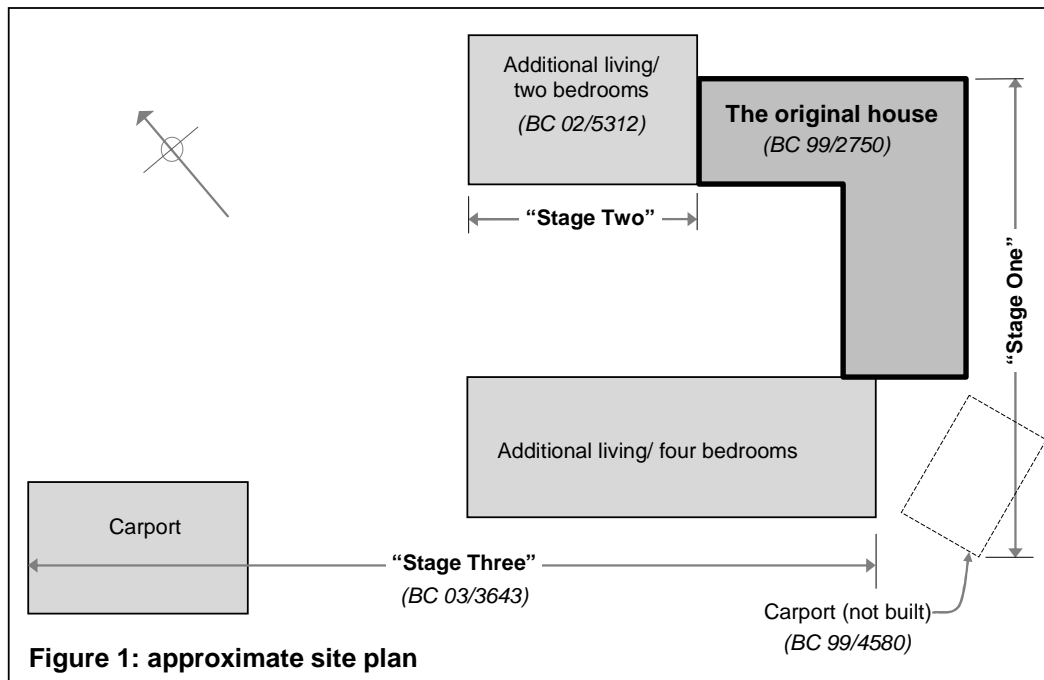 Additional living/
two bedrooms
(BC 02/5312)
The original house
(BC 99/2750)
“Stage Two”
“Stage One”
Additional living/ four bedrooms
Carport
“Stage Three”
(BC 03/3643)
Carport (not built)
(BC 99/4580)
Figure 1: approximate site plan